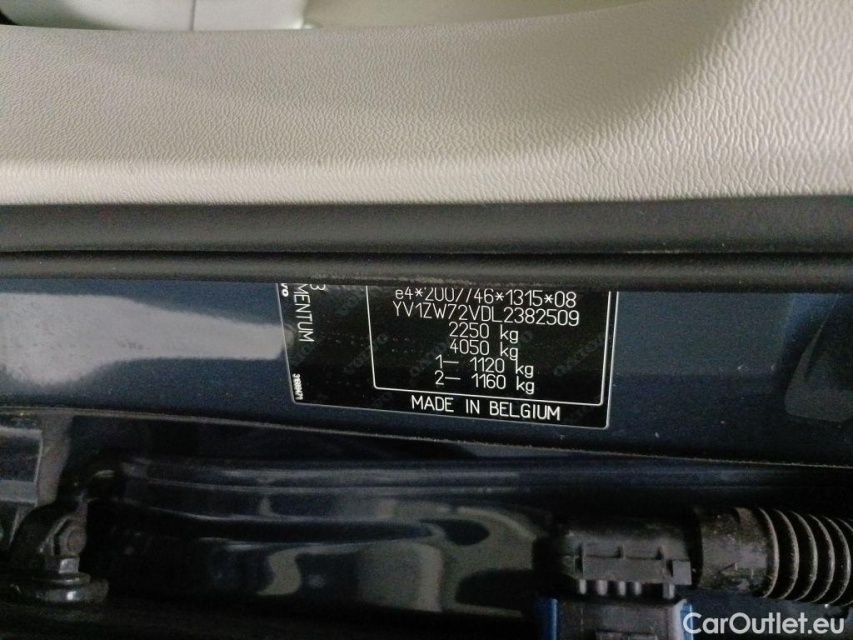 e4*2007/46*1315*08
YV1ZW72VDL2382509
2250 kg
4050 kg
1– 1120 kg
2– 1160 kg
MADE IN BELGIUM
MENTUM
VOLVO
CarOutlet.eu